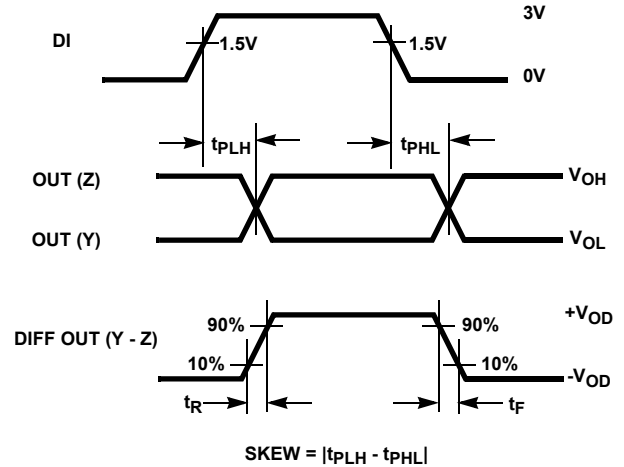 3V
DI
1.5V
1.5V
0V
tPLH
tPHL
OUT (Z)
VOH
OUT (Y)
VOL
+VOD
90%
90%
DIFF OUT (Y - Z)
10%
10%
-VOD
tR
tF
SKEW = |tPLH - tPHL|